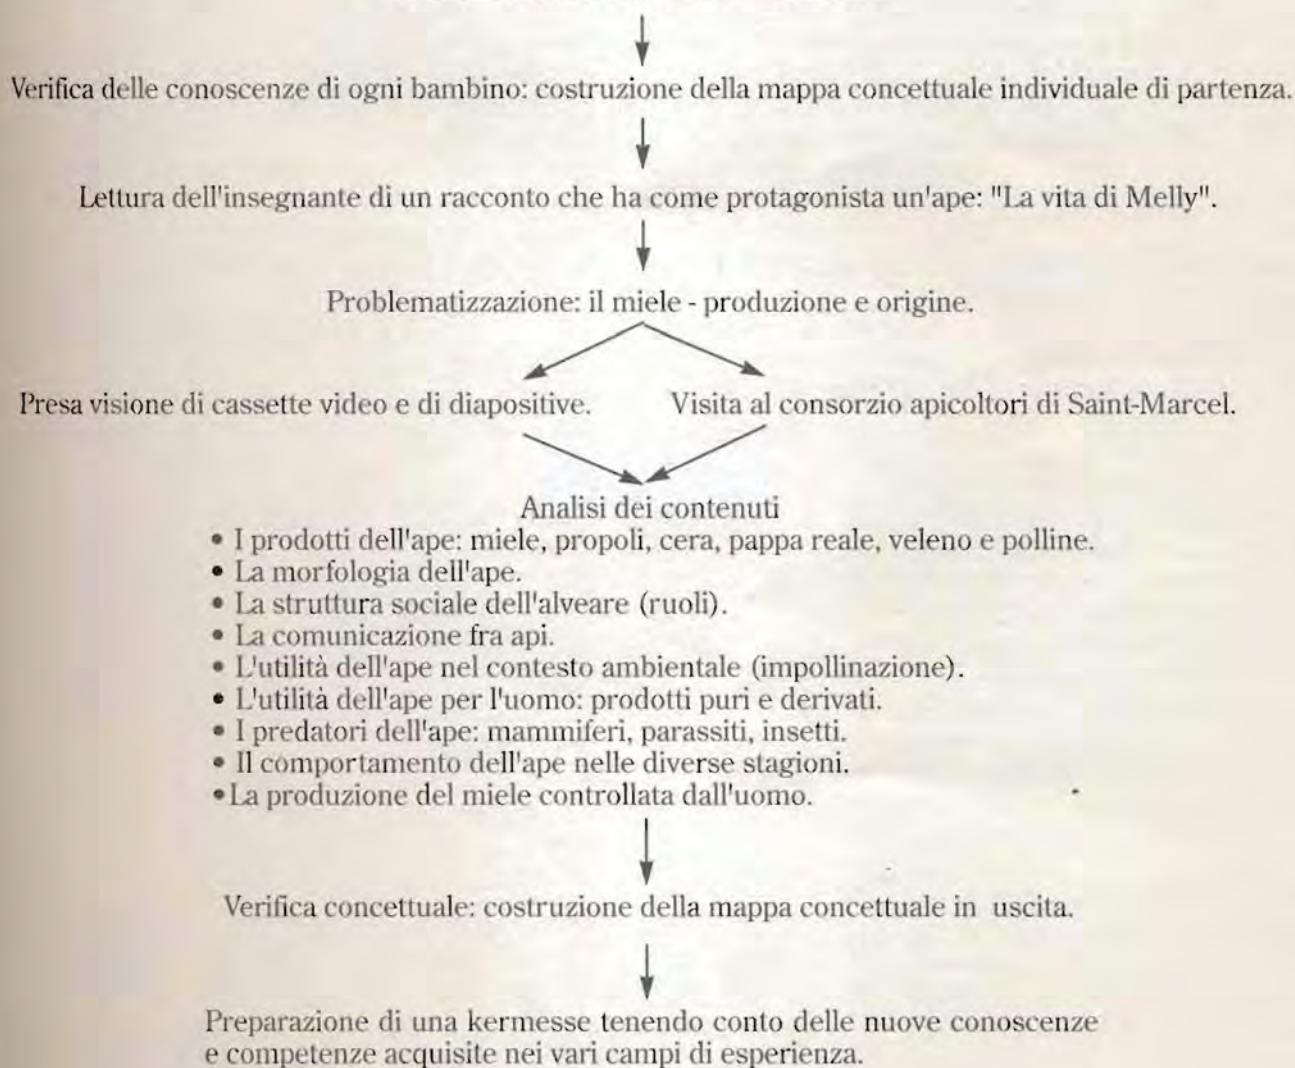 Verifica delle conoscenze di ogni bambino: costruzione della mappa concettuale individuale di partenza.
Lettura dell'insegnante di un racconto che ha come protagonista un'ape: "La vita di Melly".
Problematizzazione: il miele - produzione e origine.
Presa visione di cassette video e di diapositive.
Visita al consorzio apicoltori di Saint-Marcel.
Analisi dei contenuti
• I prodotti dell'ape: miele, propoli, cera, pappa reale, veleno e polline.
• La morfologia dell'ape.
• La struttura sociale dell'alveare (ruoli).
• La comunicazione fra api.
• L'utilità dell'ape nel contesto ambientale (impollinazione).
• L'utilità dell'ape per l'uomo: prodotti puri e derivati.
• I predatori dell'ape: mammiferi, parassiti, insetti.
• Il comportamento dell'ape nelle diverse stagioni.
• La produzione del miele controllata dall'uomo.
Verifica concettuale: costruzione della mappa concettuale in uscita.
Preparazione di una kermesse tenendo conto delle nuove conoscenze
e competenze acquisite nei vari campi di esperienza.